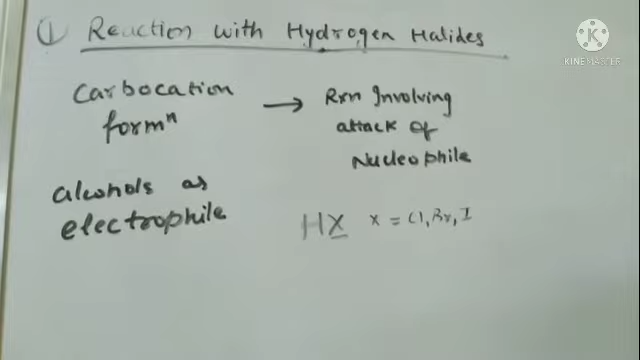 ① Reaction with Hydrogen Halides
Carbocation
formⁿ
→ Rxn Involving
attack of
Nucleophile
alcohols as
electrophile
HX x = Cl, Br, I
KINEMASTER